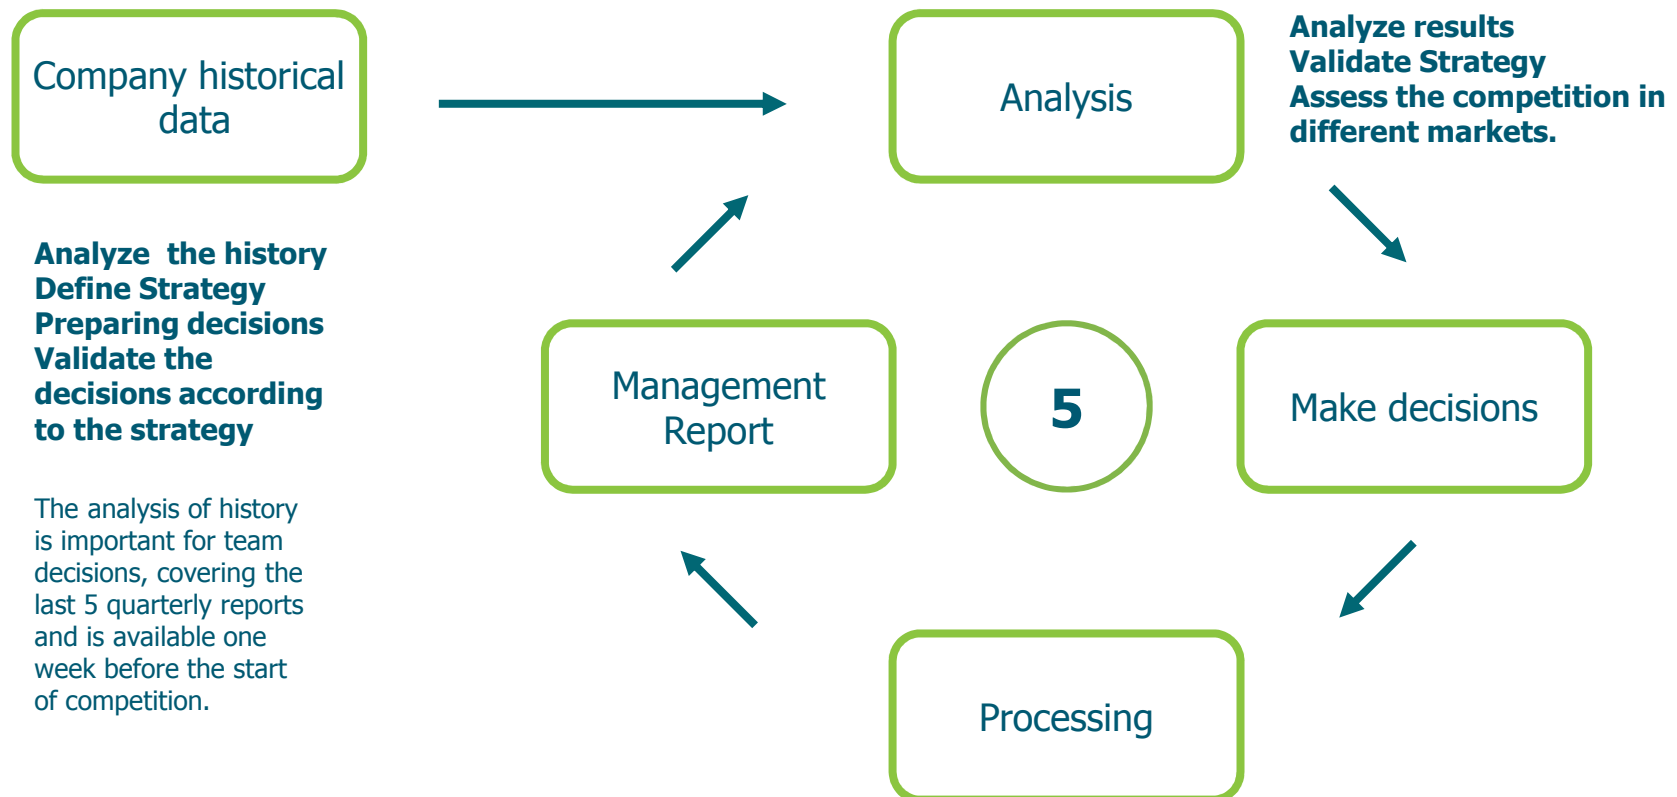 Company historical
data
Analysis
Analyze results
Validate Strategy
Assess the competition in
different markets.
Analyze  the history
Define Strategy
Preparing decisions
Validate the
decisions according
to the strategy
Management
Report
5
Make decisions
The analysis of history
is important for team
decisions, covering the
last 5 quarterly reports
and is available one
week before the start
of competition.
Processing